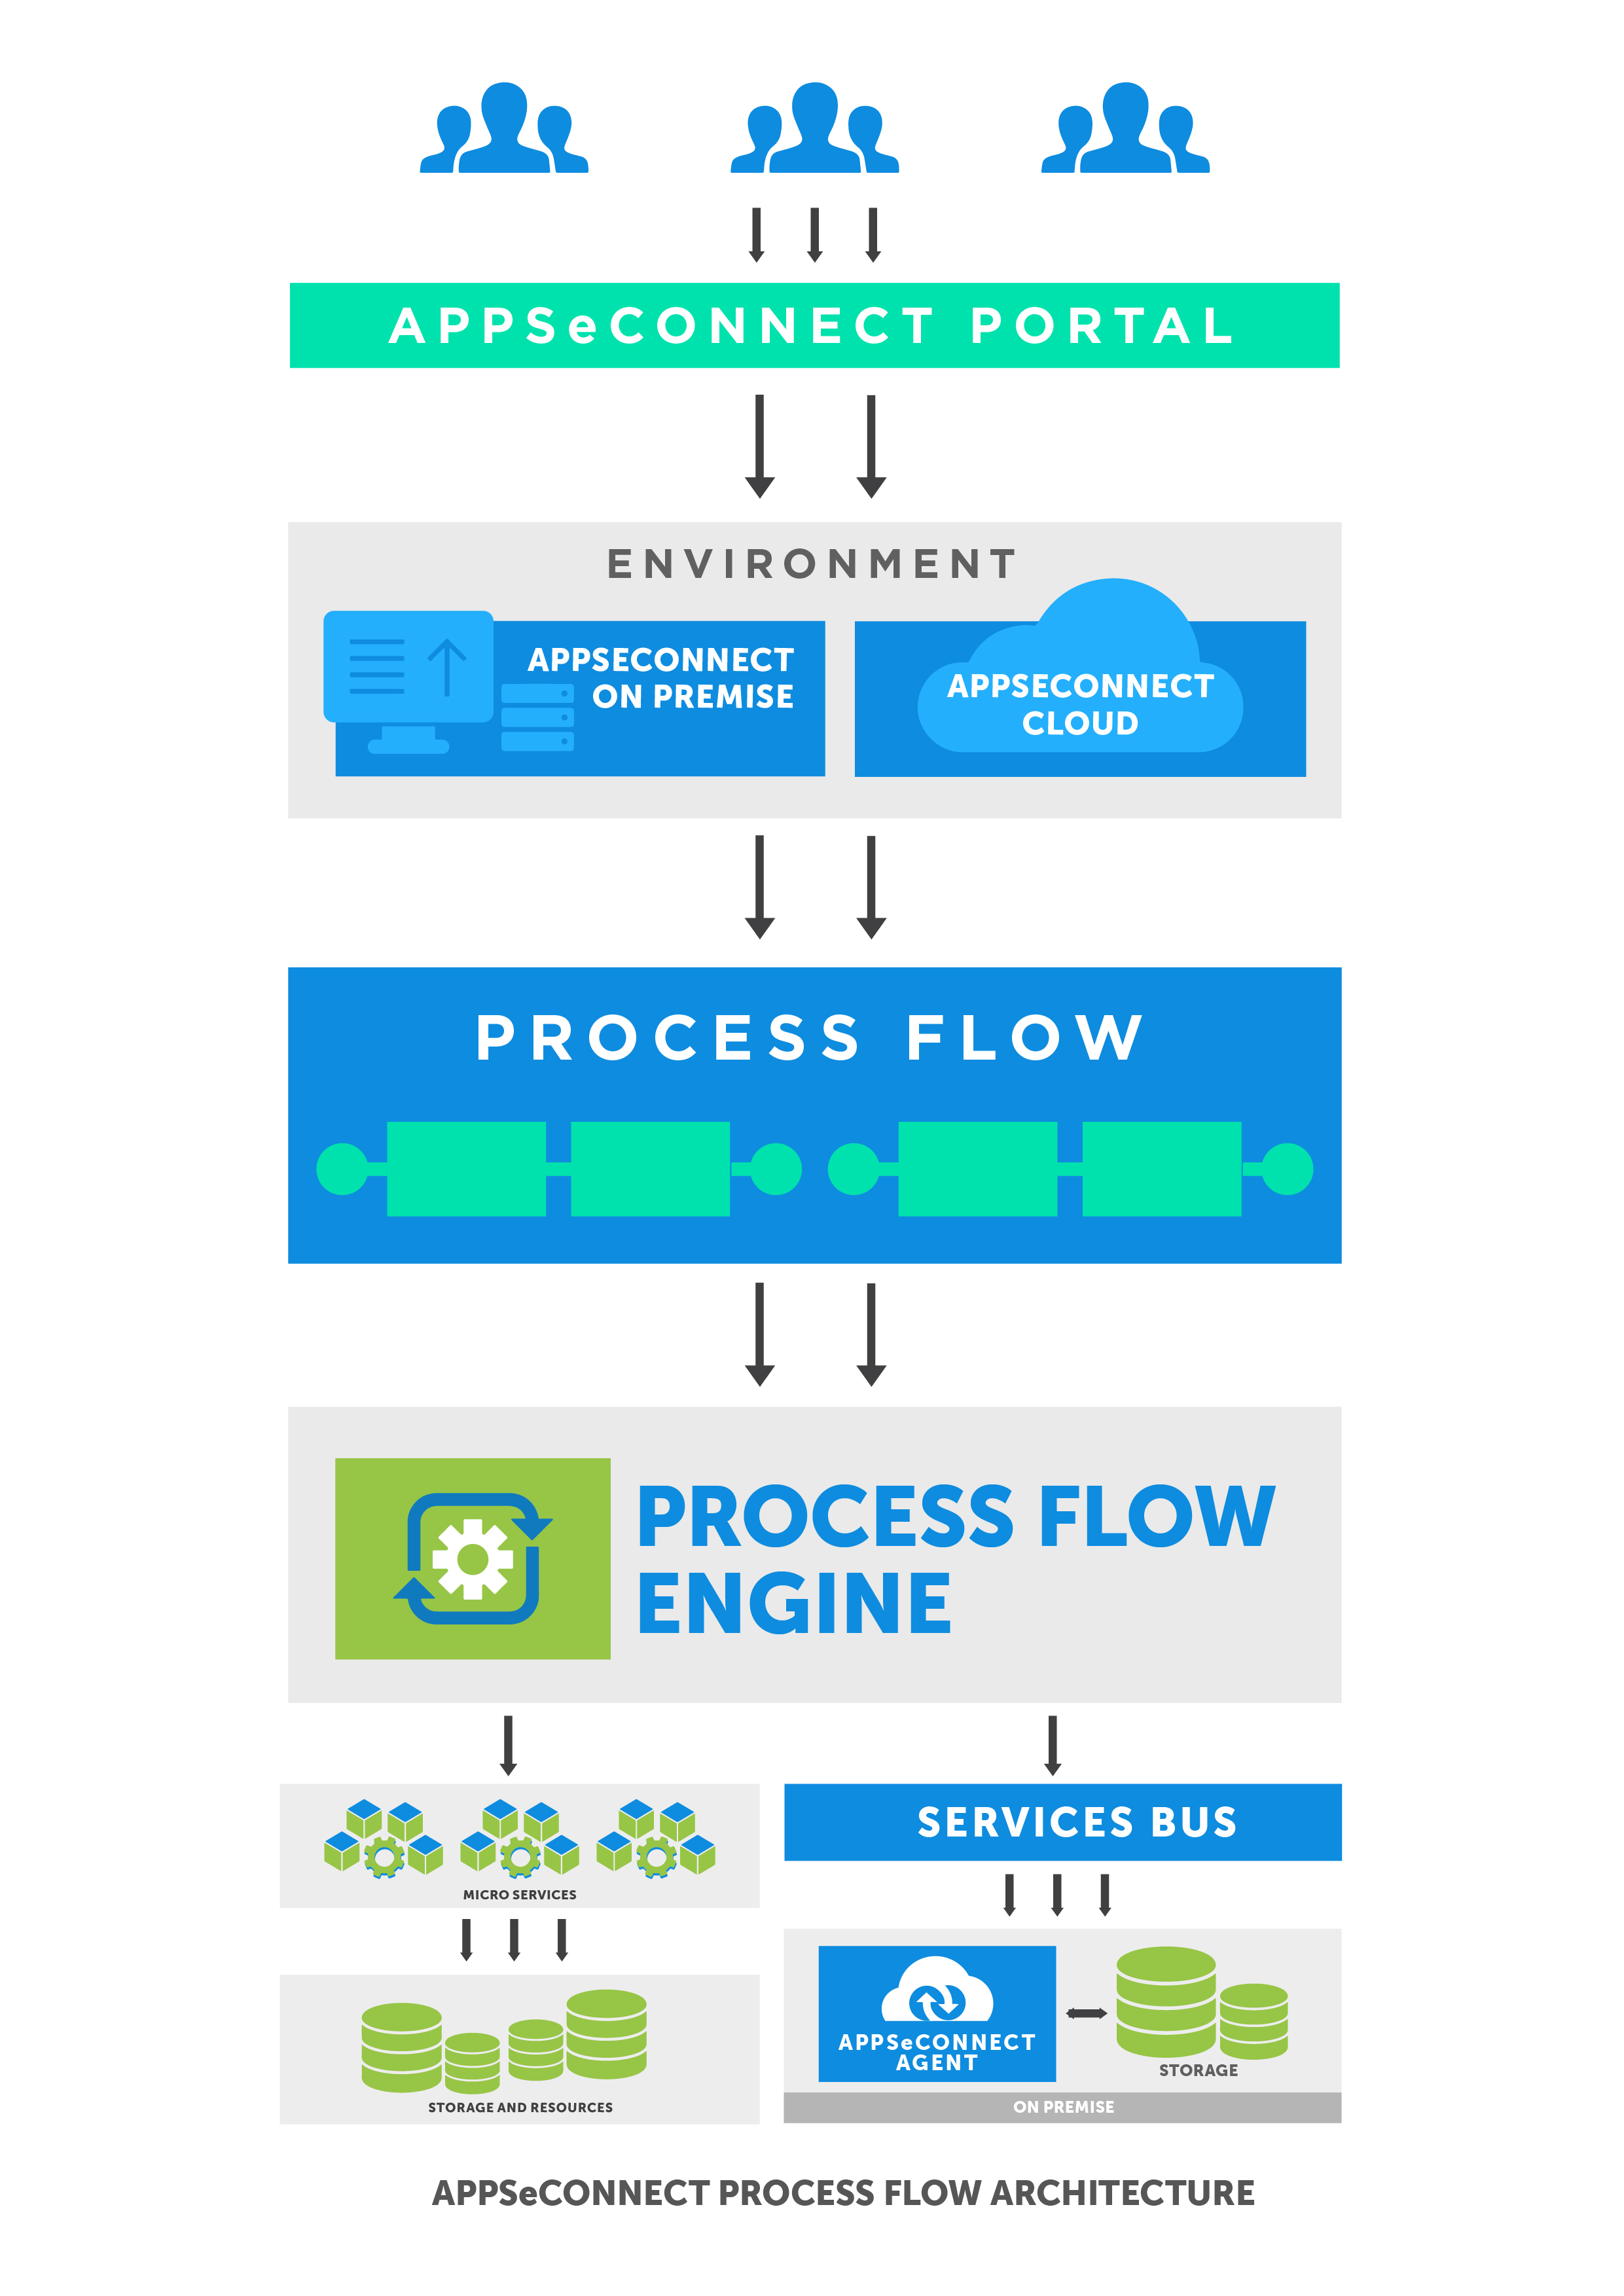 APPSeCONNECT PORTAL
ENVIRONMENT
APPSECONNECT
ON PREMISE
APPSECONNECT
CLOUD
PROCESS FLOW
PROCESS FLOW
ENGINE
MICRO SERVICES
STORAGE AND RESOURCES
SERVICES BUS
APPSeCONNECT
AGENT
STORAGE
ON PREMISE
APPSeCONNECT PROCESS FLOW ARCHITECTURE